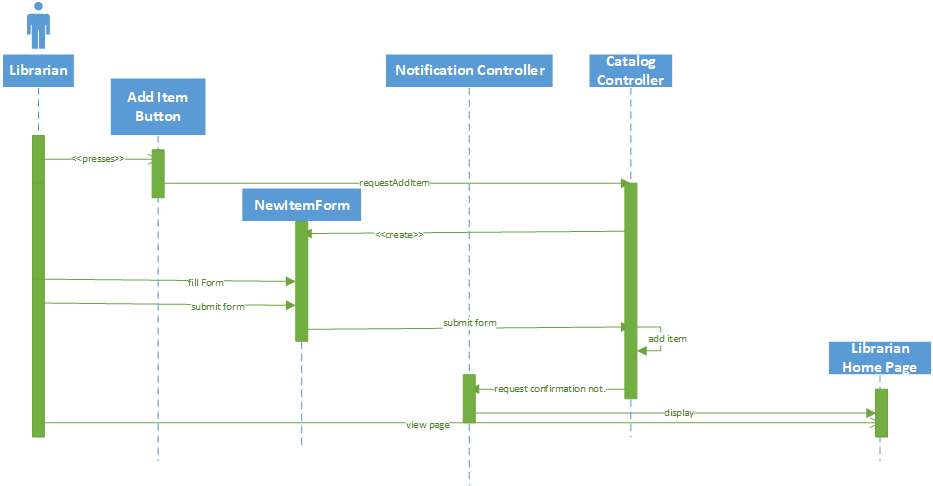 Librarian
Add Item
Button
Notification Controller
Catalog
Controller
<<presses>>
requestAddItem
NewItemForm
<<create>>
fill Form
submit form
submit form
add item
Librarian
Home Page
request confirmation not.
display
view page